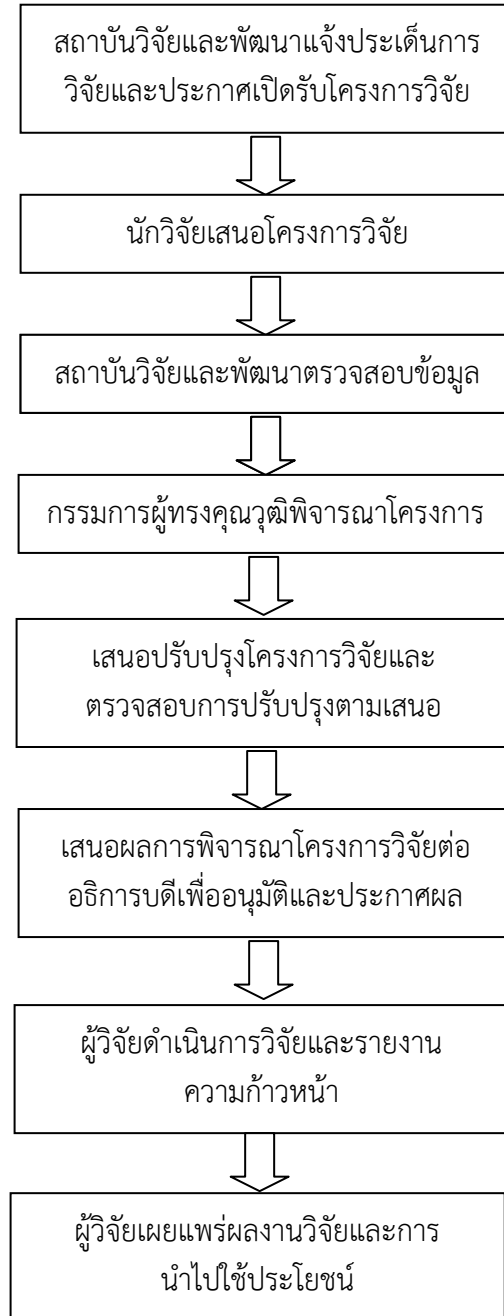 สถาบันวิจัยและพัฒนาแจ้งประเด็นการ
วิจัยและประกาศเปิดรับโครงการวิจัย
นักวิจัยเสนอโครงการวิจัย
สถาบันวิจัยและพัฒนาตรวจสอบข้อมูล
กรรมการผู้ทรงคุณวุฒิพิจารณาโครงการ
เสนอปรับปรุงโครงการวิจัยและ
ตรวจสอบการปรับปรุงตามเสนอ
เสนอผลการพิจารณาโครงการวิจัยต่อ
อธิการบดีเพื่ออนุมัติและประกาศผล
ผู้วิจัยดำเนินการวิจัยและรายงาน
ความก้าวหน้า
ผู้วิจัยเผยแพร่ผลงานวิจัยและการ
นำไปใช้ประโยชน์